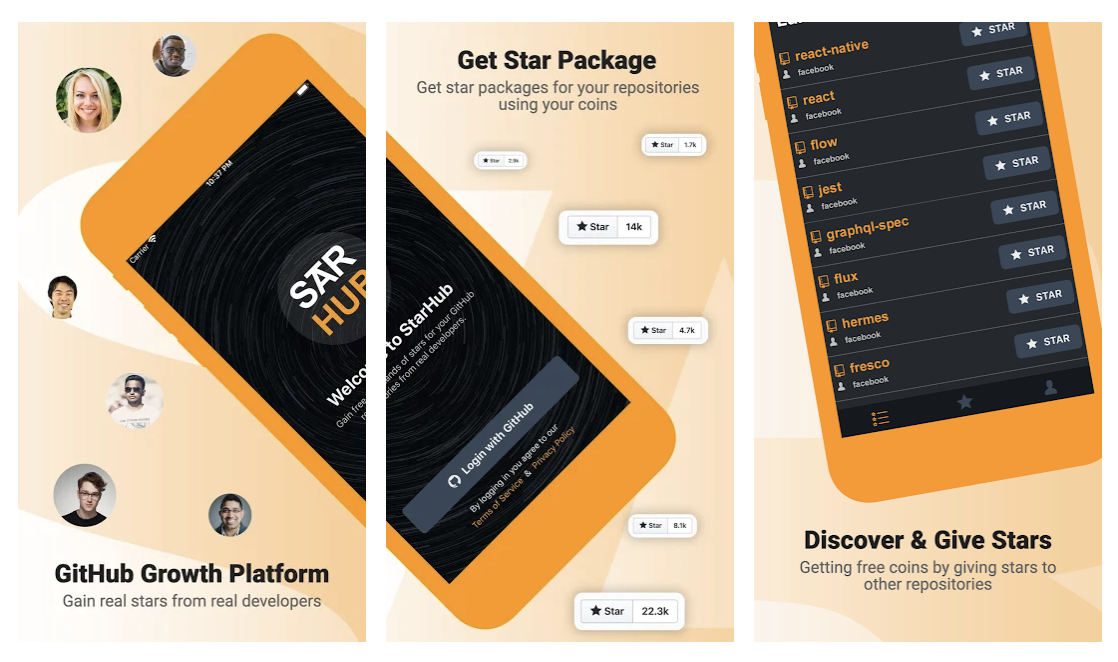 10:37 PM
Carrier
SAR
HUB
Welco
Gain free
GitHub Growth Platform
Gain real stars from real developers
Get Star Package
Get star packages for your repositories
using your coins
Star 2.9k
Star 1.7k
Star 14k
Star 4.7k
to StarHub
ands of stars for your GitHub
ories from real developers.
Login with GitHub
By logging in you agree to our
Terms of Service & Privacy Policy
Star 8.1k
Star 22.3k
STAR
react-native
facebook
STAR
react
facebook
STAR
flow
facebook
STAR
jest
facebook
STAR
graphql-spec
facebook
STAR
flux
facebook
STAR
hermes
facebook
STAR
fresco
facebook
Discover & Give Stars
Getting free coins by giving stars to
other repositories